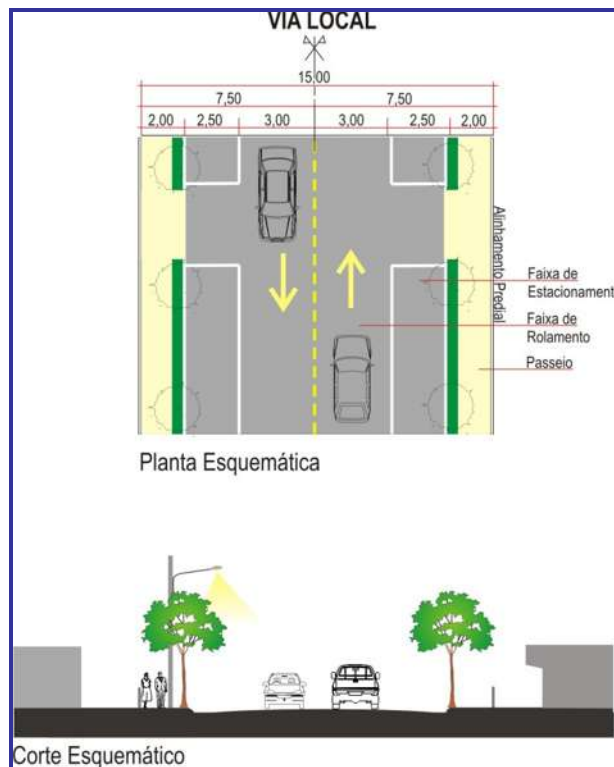 VIA LOCAL
15,00
7,50 7,50
2,00 2,50 3,00 3,00 2,50 2,00
Alinhamento Predial
Faixa de
Estacionament
Faixa de
Rolamento
Passeio
Planta Esquemática
Corte Esquemático